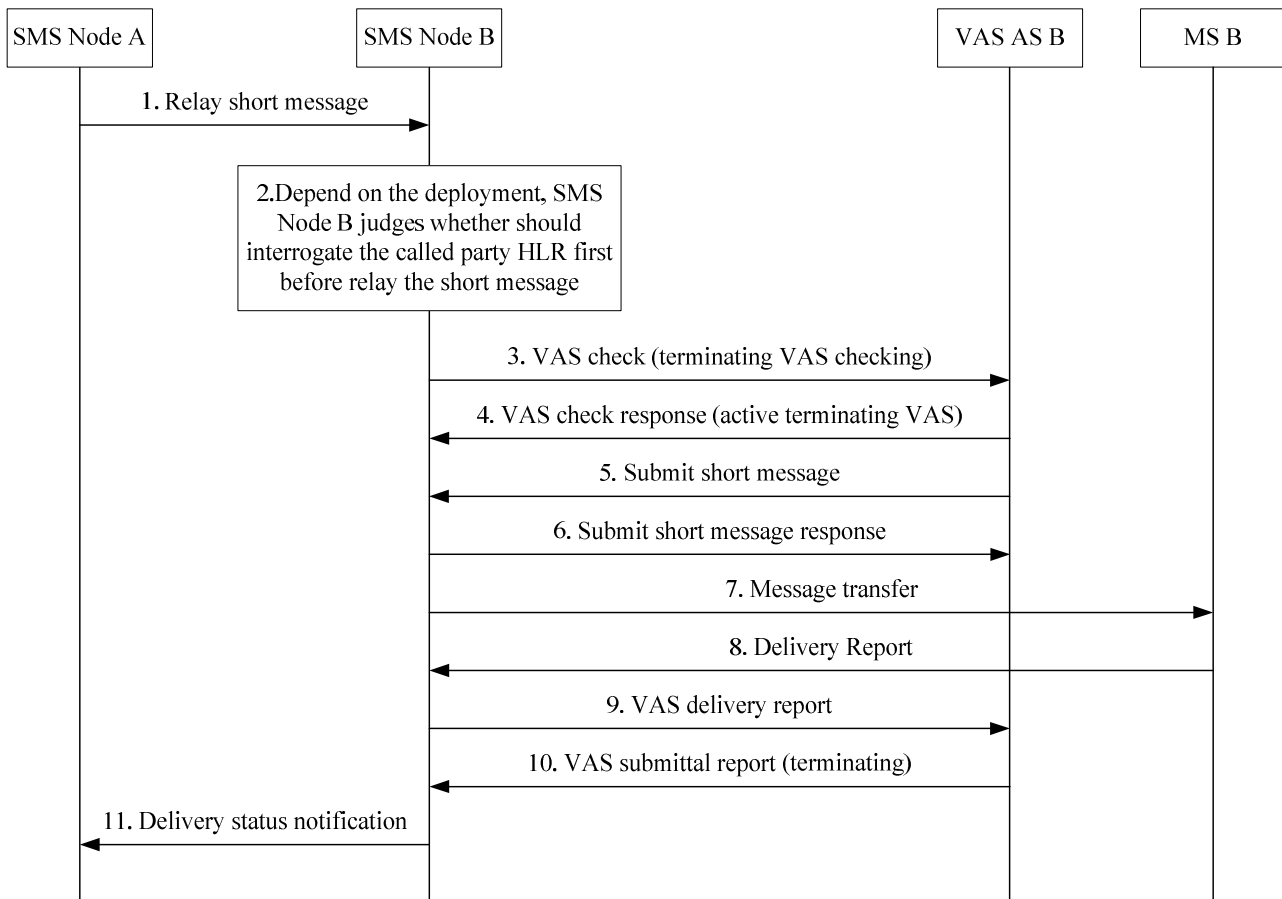 SMS Node A
SMS Node B
VAS AS B
MS B
1. Relay short message
2.Depend on the deployment, SMS
Node B judges whether should
interrogate the called party HLR first
before relay the short message
3. VAS check (terminating VAS checking)
4. VAS check response (active terminating VAS)
5. Submit short message
6. Submit short message response
7. Message transfer
8. Delivery Report
9. VAS delivery report
10. VAS submittal report (terminating)
11. Delivery status notification